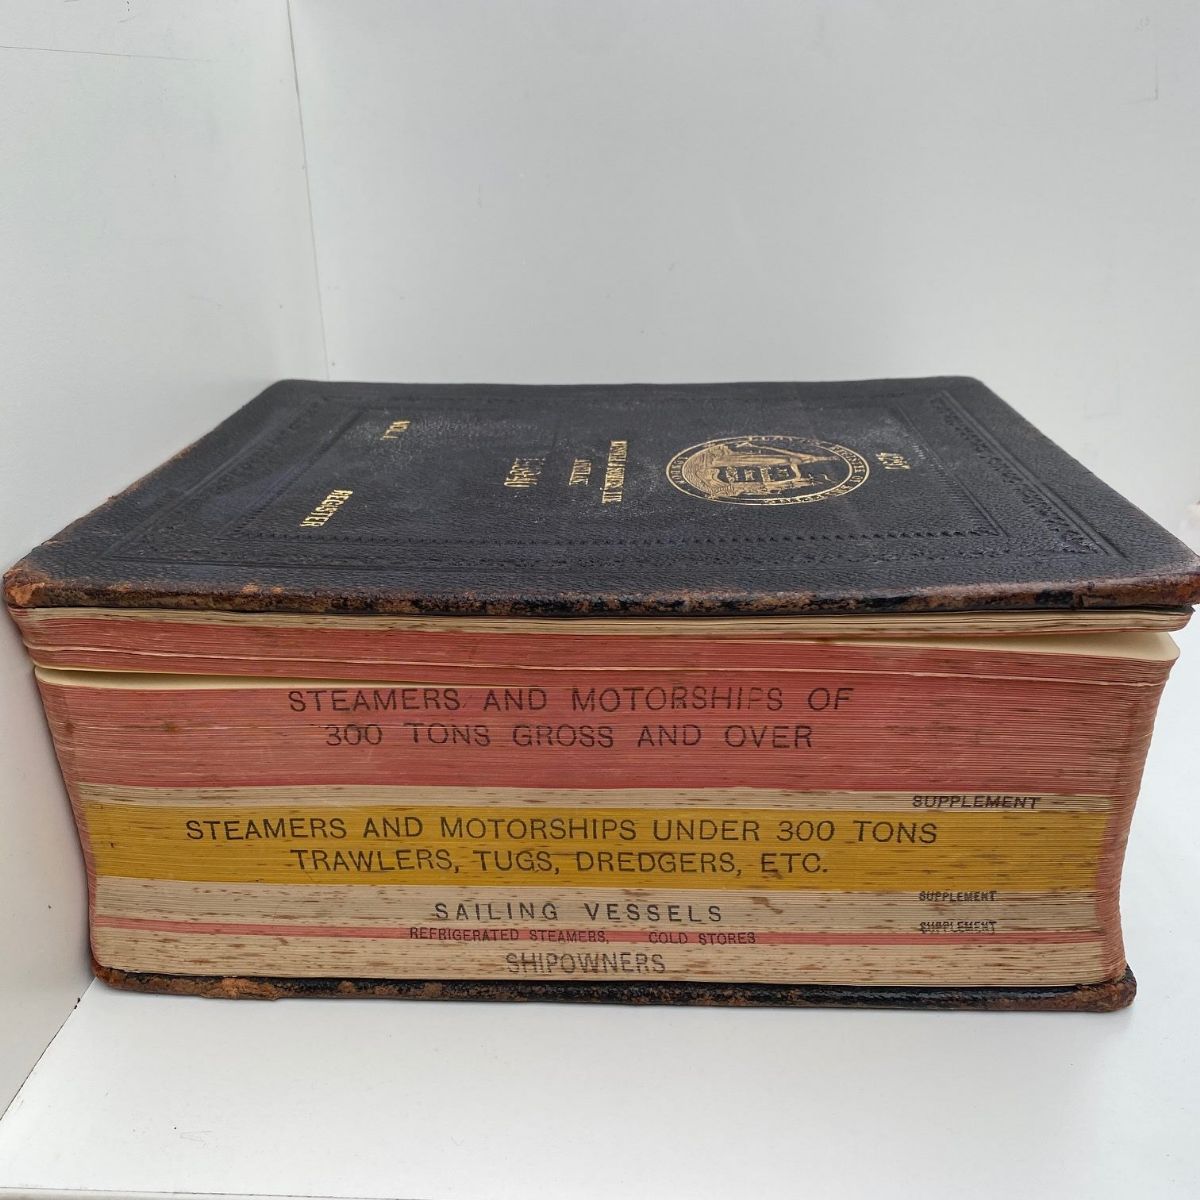 REGISTER
STEAMERS AND MOTORSHIPS OF
300 TONS GROSS AND OVER
SUPPLEMENT
STEAMERS AND MOTORSHIPS UNDER 300 TONS
TRAWLERS, TUGS, DREDGERS, ETC.
SUPPLEMENT
SAILING VESSELS
SUPPLEMENT
REFRIGERATED STEAMERS, COLD STORES
SHIPOWNERS